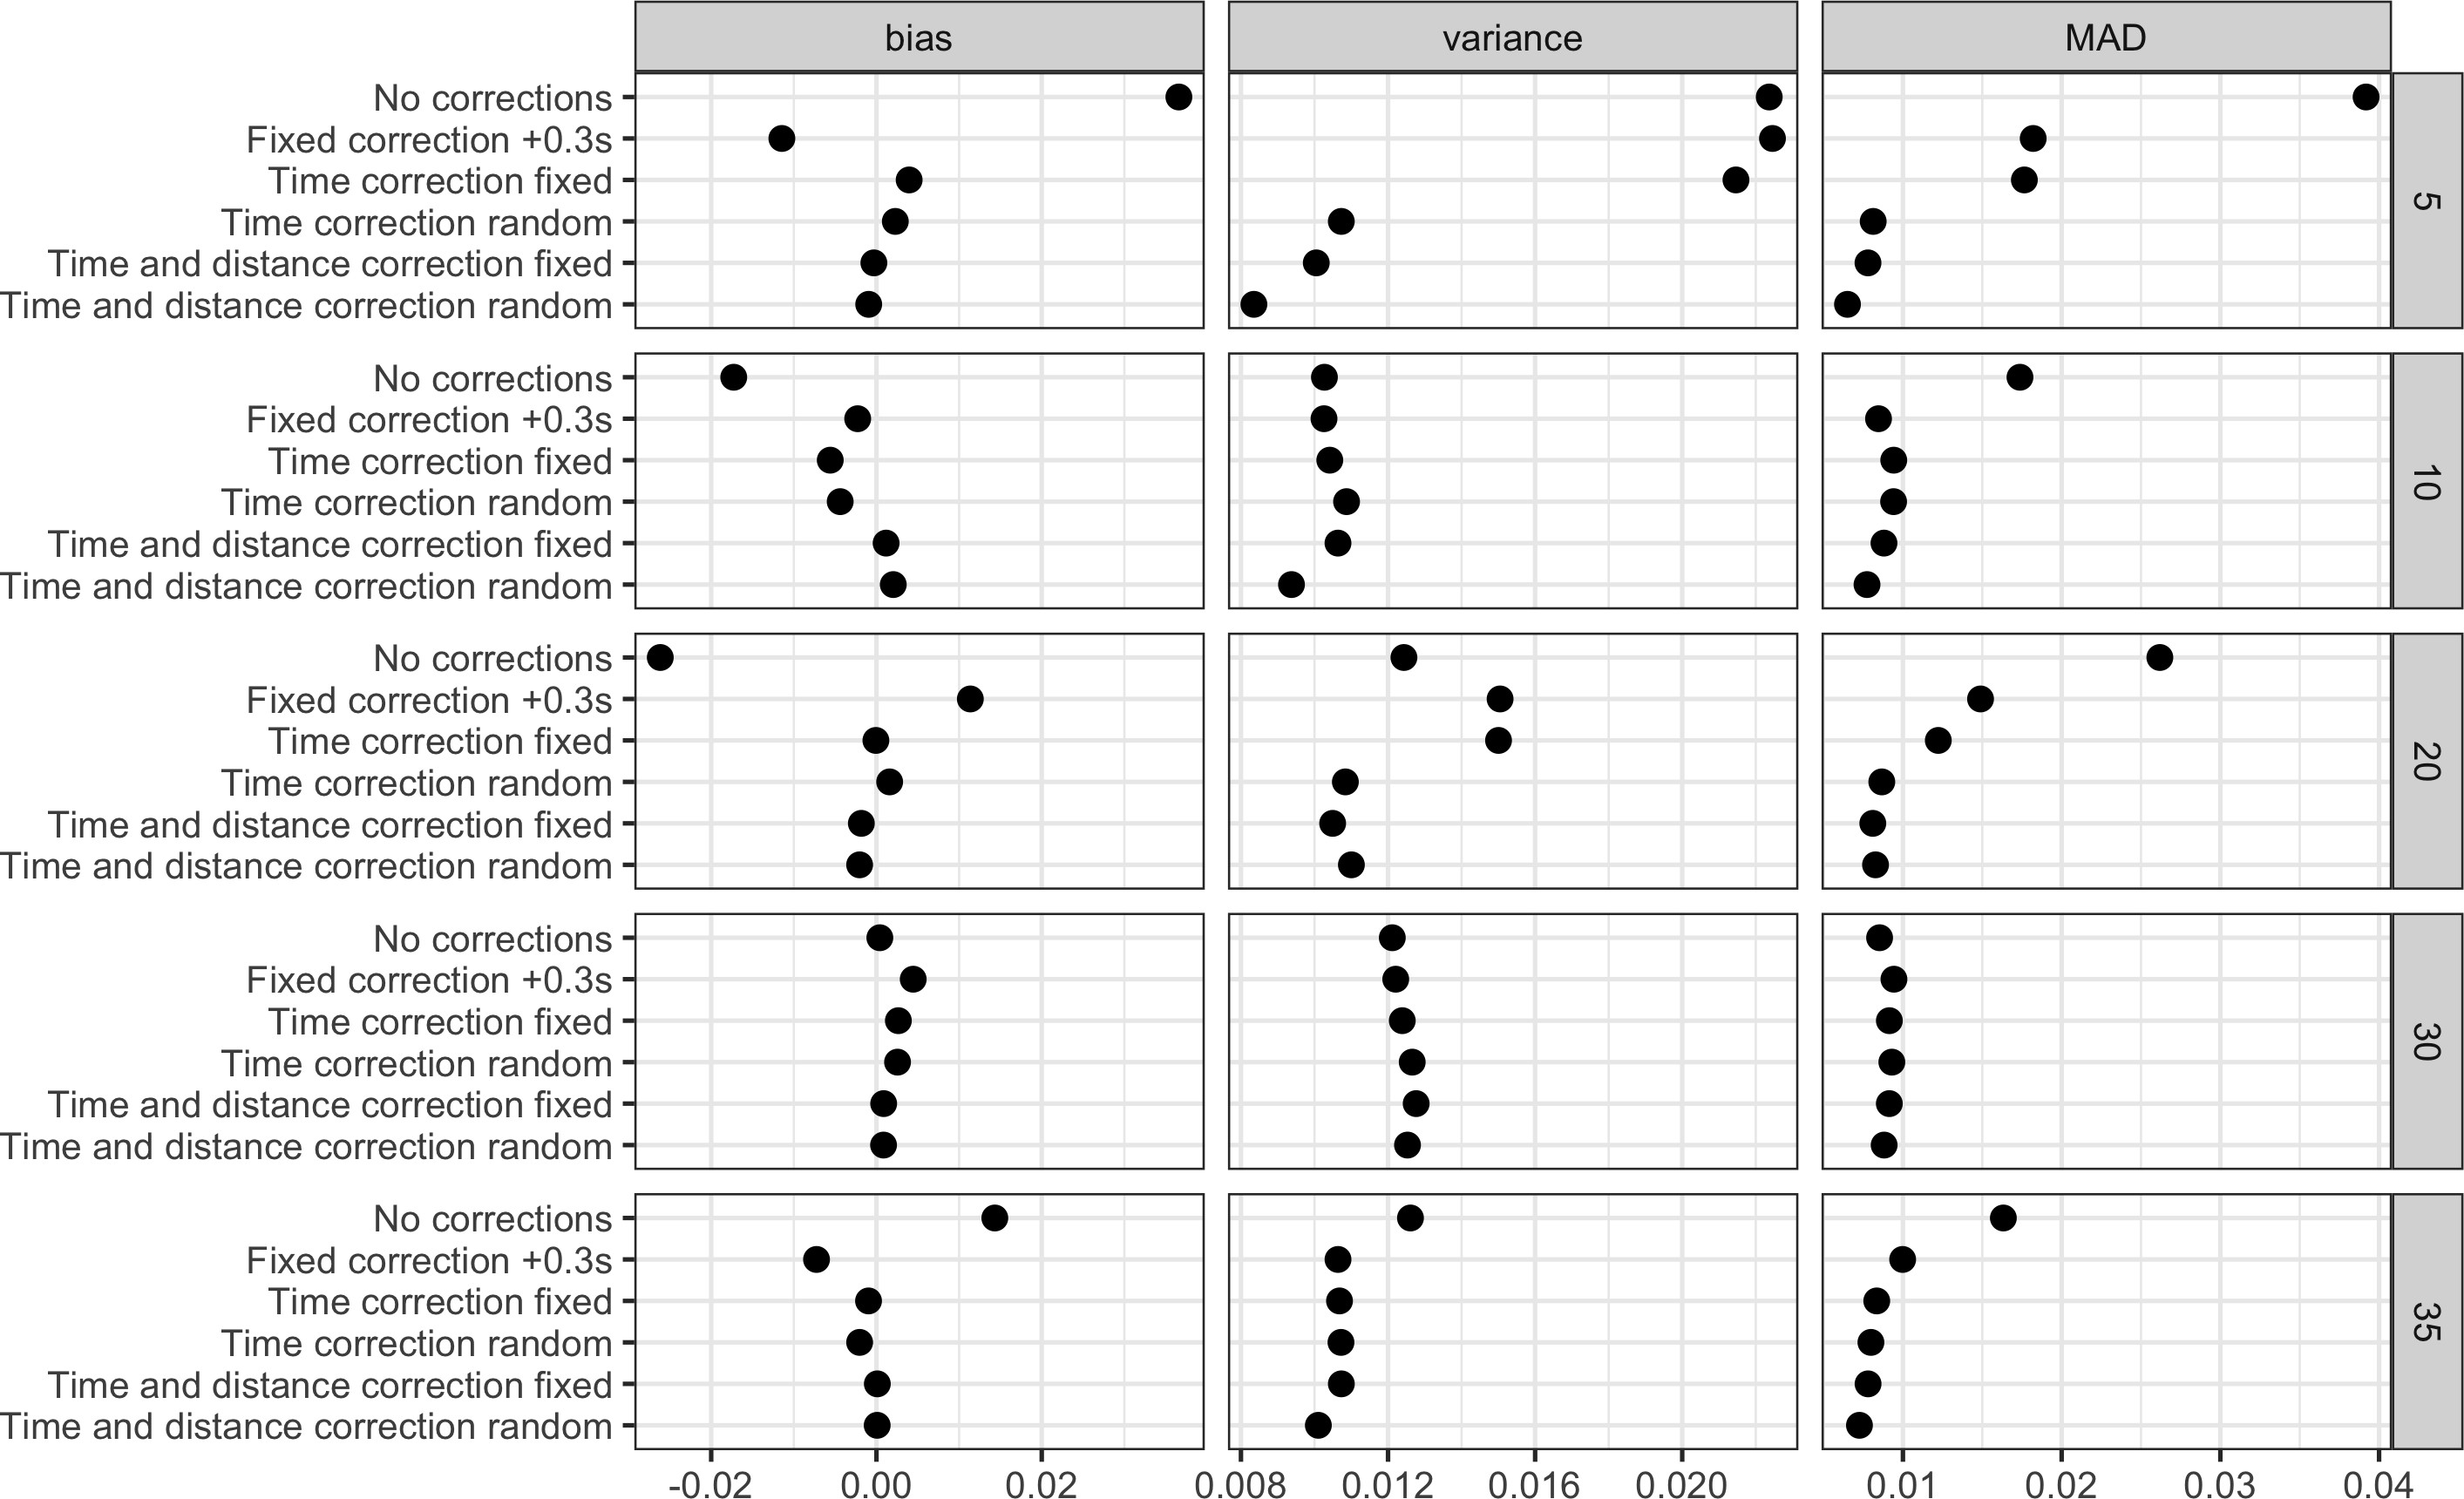 bias variance MAD
No corrections
Fixed correction +0.3s
Time correction fixed
Time correction random
Time and distance correction fixed
Time and distance correction random
5
No corrections
Fixed correction +0.3s
Time correction fixed
Time correction random
Time and distance correction fixed
Time and distance correction random
10
No corrections
Fixed correction +0.3s
Time correction fixed
Time correction random
Time and distance correction fixed
Time and distance correction random
20
No corrections
Fixed correction +0.3s
Time correction fixed
Time correction random
Time and distance correction fixed
Time and distance correction random
30
No corrections
Fixed correction +0.3s
Time correction fixed
Time correction random
Time and distance correction fixed
Time and distance correction random
35
-0.02 0.00 0.02 0.008 0.012 0.016 0.020 0.01 0.02 0.03 0.04